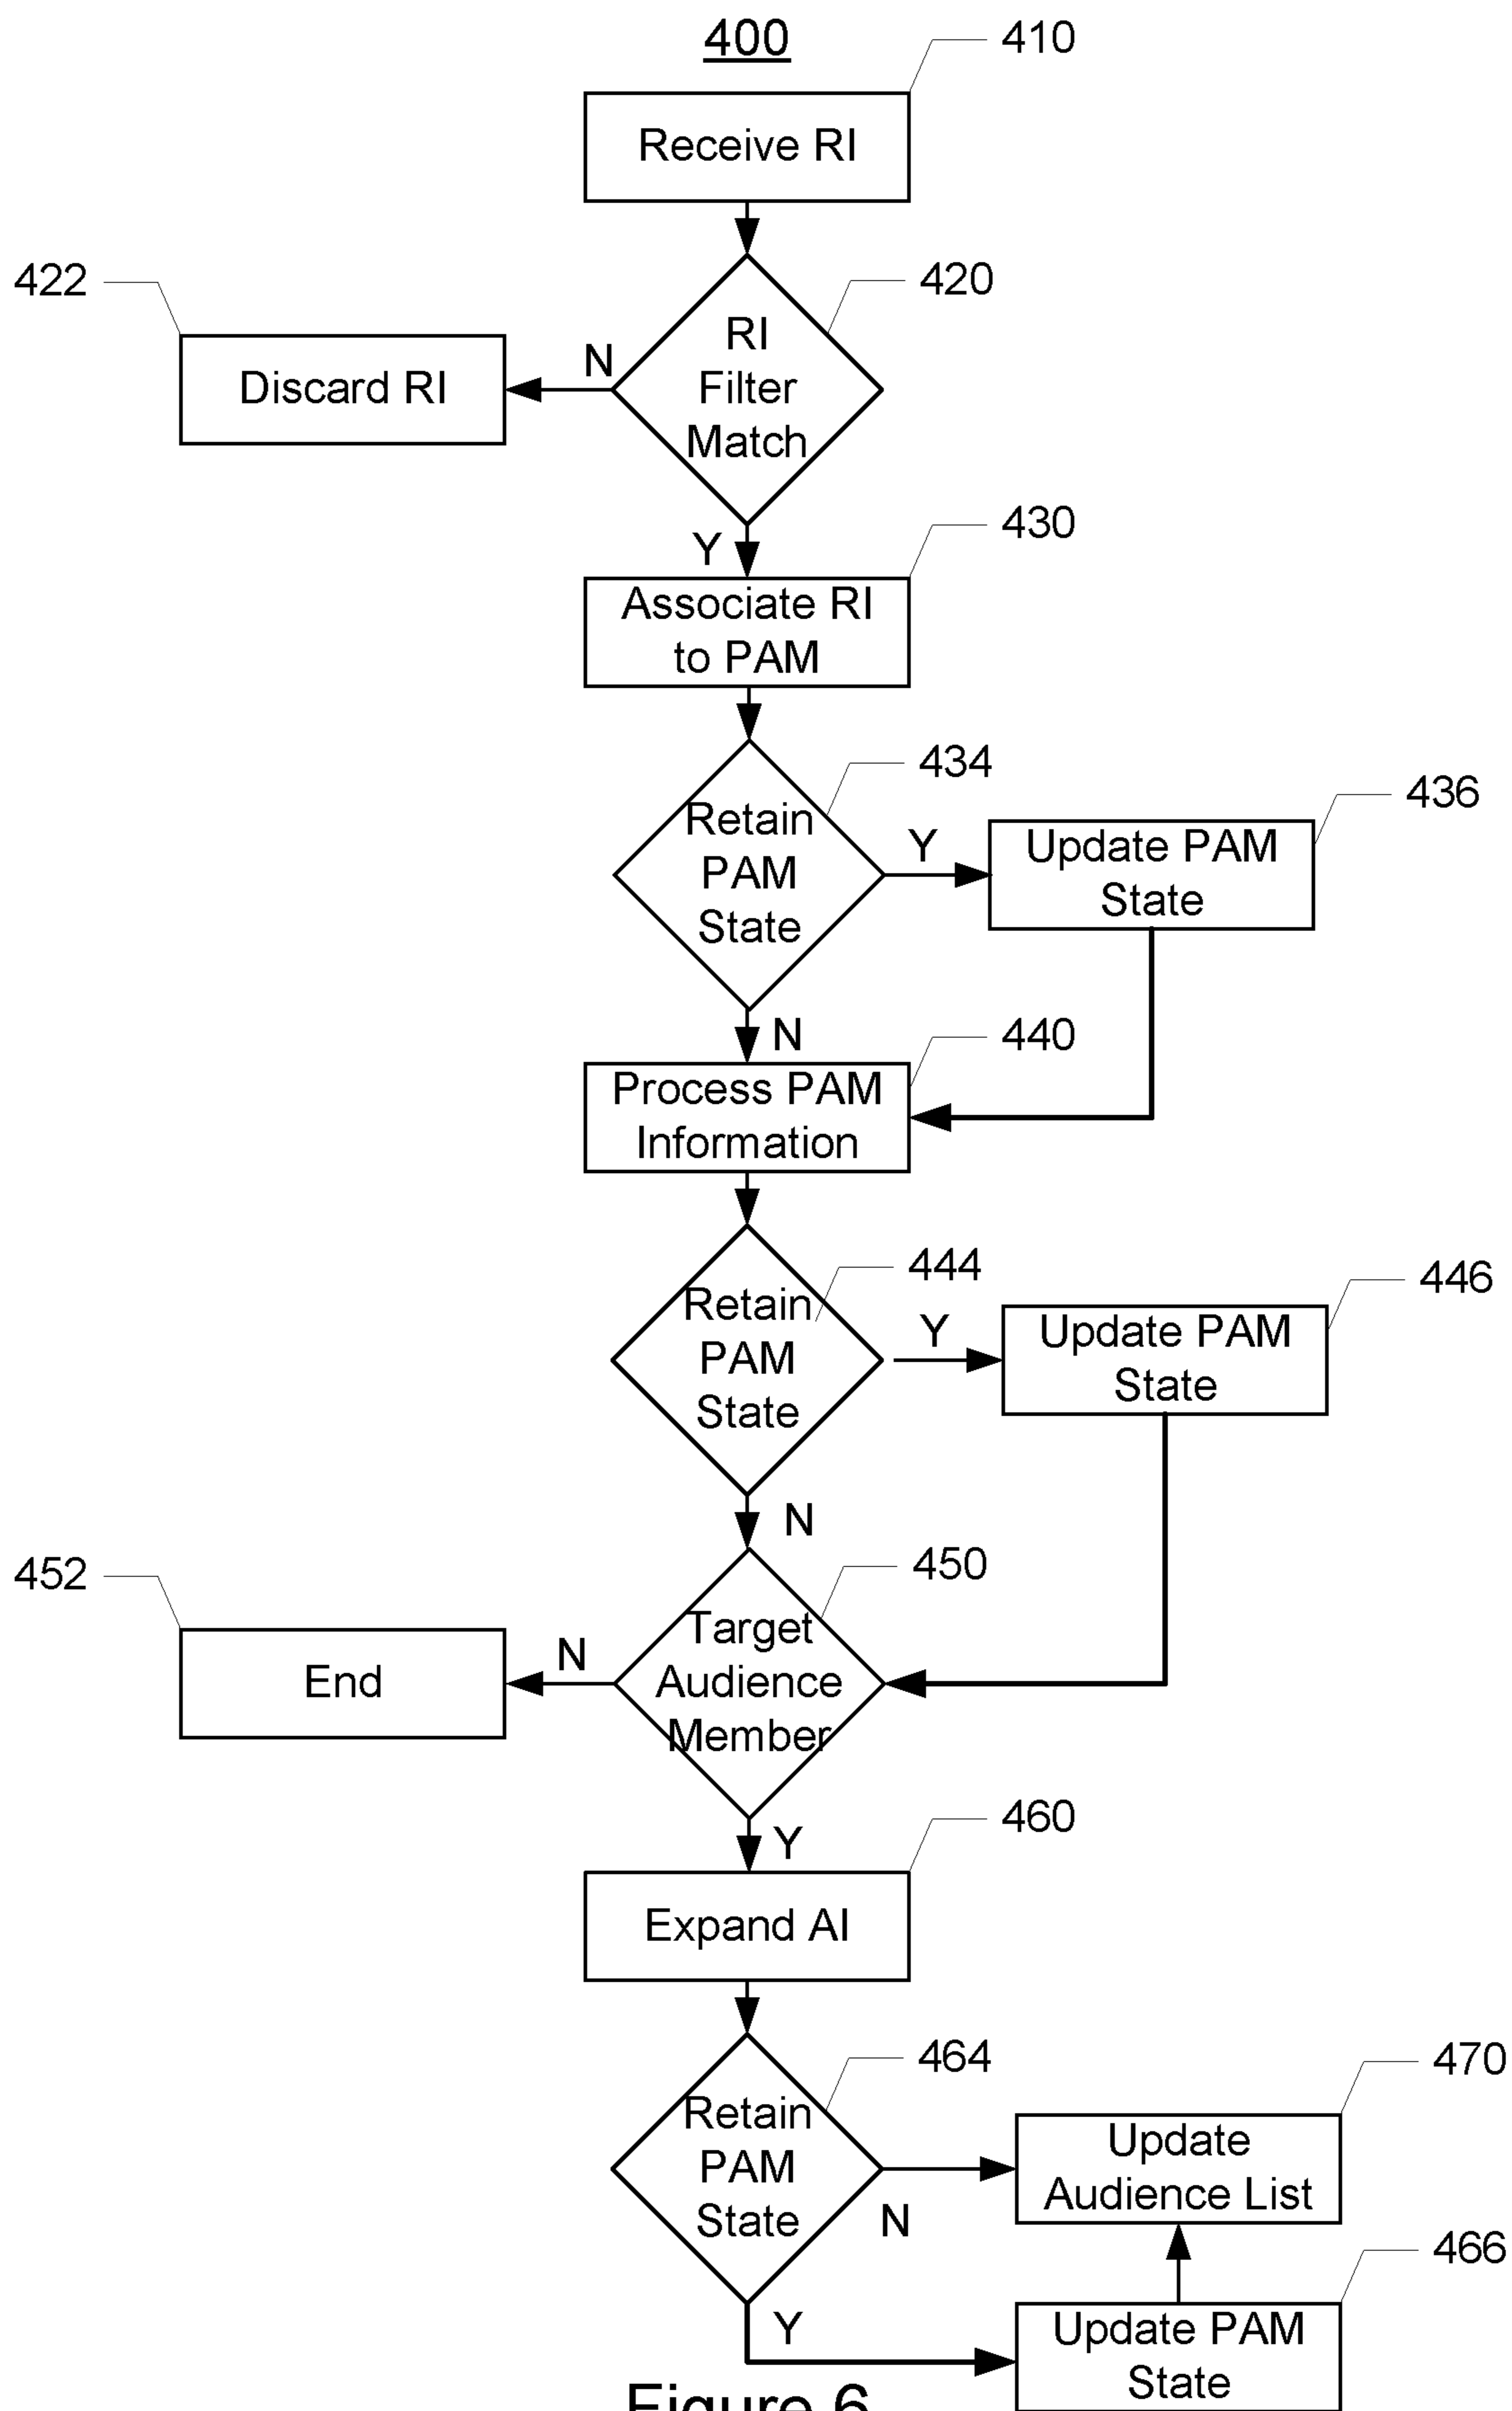 400
410
Receive RI
422
420
RI
Filter
Match
N
Discard RI
Y
430
Associate RI
to PAM
434
436
Retain
PAM
State
Y
Update PAM
State
N
440
Process PAM
Information
444
446
Retain
PAM
State
Y
Update PAM
State
N
452
450
Target
Audience
Member
N
End
Y
460
Expand AI
464
470
Retain
PAM
State
N
Update
Audience List
466
Y
Update PAM
State
Figure 6